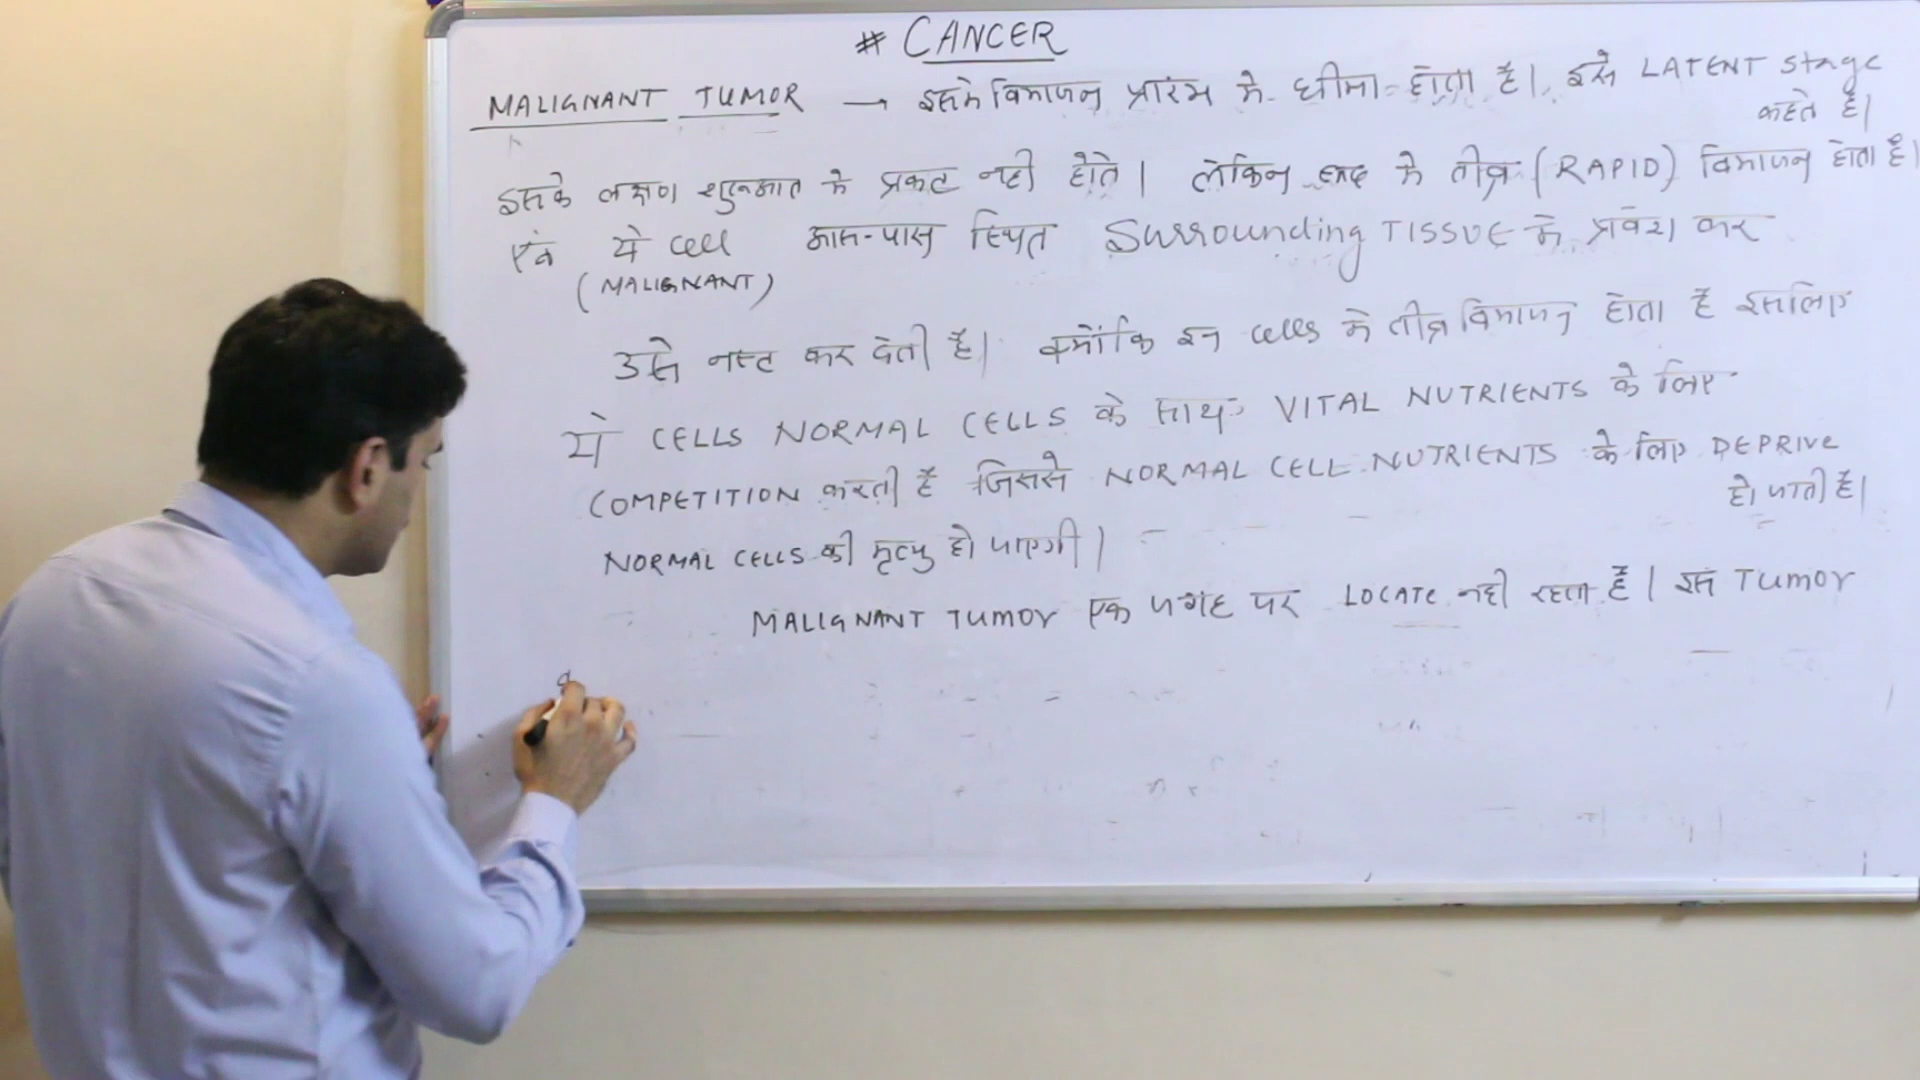 # CANCER
MALIGNANT TUMOR → इसमे विभाजन प्रारंभ मे धीमा होता है। इसे LATENT stage
कहते है।
इसके लक्षण शुरूआत मे प्रकट नही होते। लेकिन बाद मे तीव्र (RAPID) विभाजन होता है।
एवं ये cell आस-पास स्थित Surrounding TISSUE मे प्रवेश कर
(MALIGNANT)
उसे नस्ट कर देती है। क्योंकि इन cells मे तीव्र विभाजन होता है इसलिए
ये CELLS NORMAL CELLS के साथ VITAL NUTRIENTS के लिए
COMPETITION करती है जिससे NORMAL CELL NUTRIENTS के लिए DEPRIVE
हो जाती है।
NORMAL CELLS की मृत्यु हो जाएगी।
MALIGNANT TUMOR एक जगह पर LOCATE नही रहता है। इस TUMOR